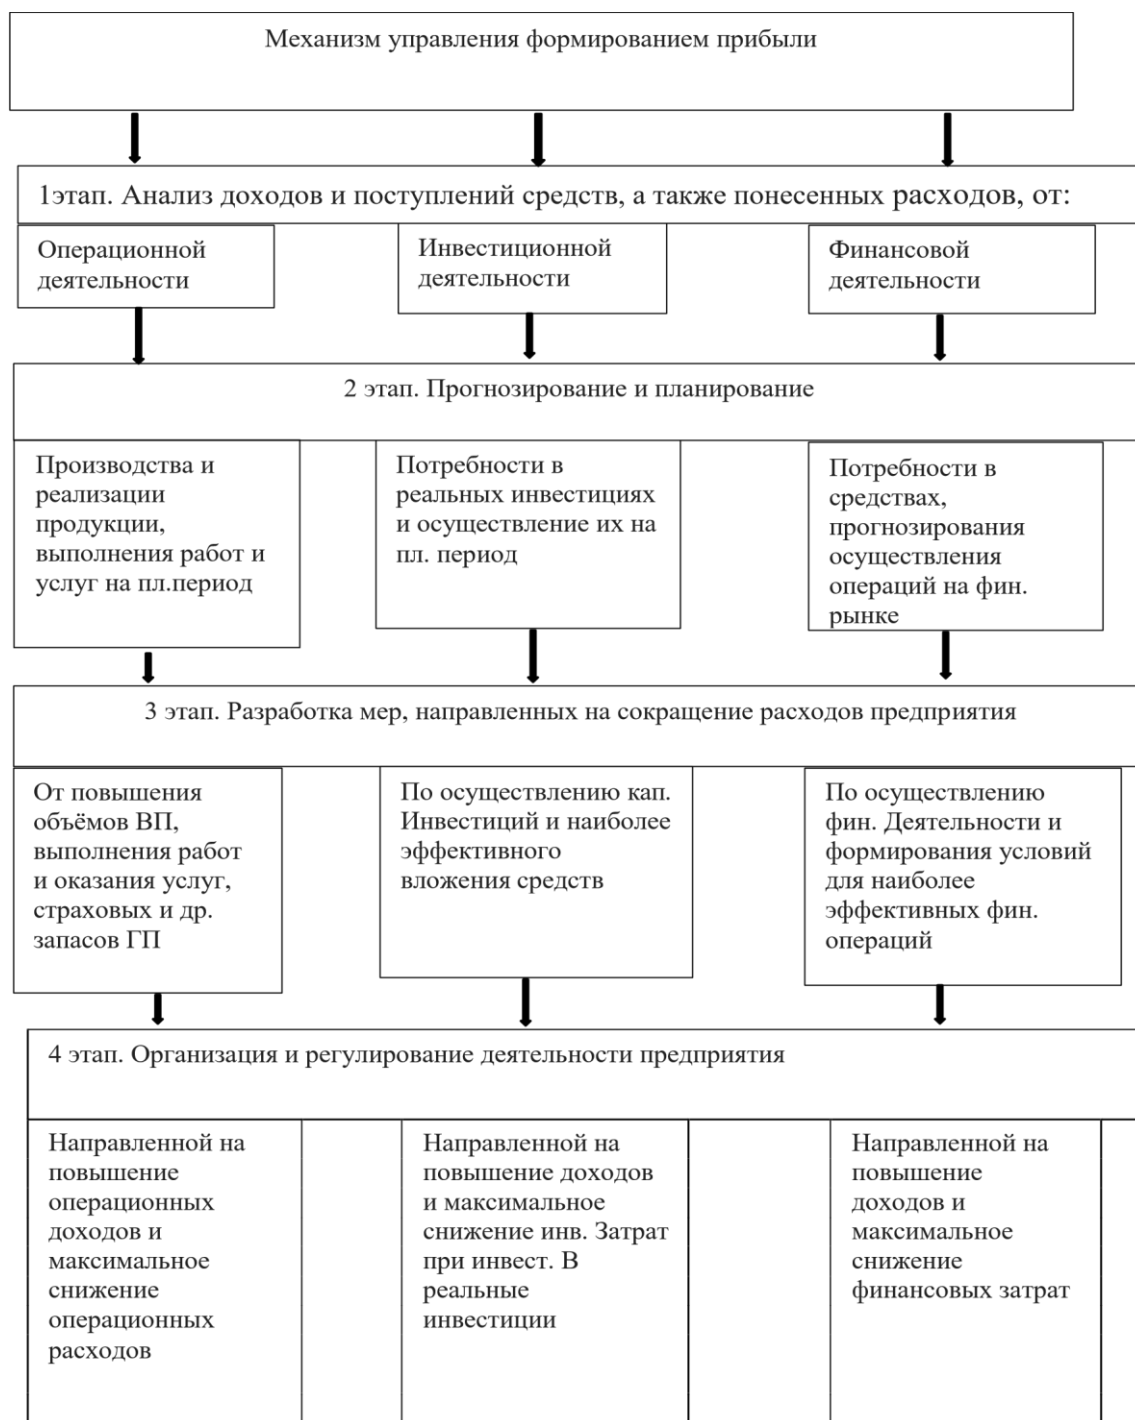 Механизм управления формированием прибыли
1этап. Анализ доходов и поступлений средств, а также понесенных расходов, от:
Операционной
деятельности
Инвестиционной
деятельности
Финансовой
деятельности
2 этап. Прогнозирование и планирование
Производства и
реализации
продукции,
выполнения работ и
услуг на пл.период
Потребности в
реальных инвестициях
и осуществление их на
пл. период
Потребности в
средствах,
прогнозирования
осуществления
операций на фин.
рынке
3 этап. Разработка мер, направленных на сокращение расходов предприятия
От повышения
объёмов ВП,
выполнения работ
и оказания услуг,
страховых и др.
запасов ГП
По осуществлению кап.
Инвестиций и наиболее
эффективного
вложения средств
По осуществлению
фин. Деятельности и
формирования условий
для наиболее
эффективных фин.
операций
4 этап. Организация и регулирование деятельности предприятия
Направленной на
повышение
операционных
доходов и
максимальное
снижение
операционных
расходов
Направленной на
повышение доходов
и максимальное
снижение инв. Затрат
при инвест. В
реальные
инвестиции
Направленной на
повышение
доходов и
максимальное
снижение
финансовых затрат